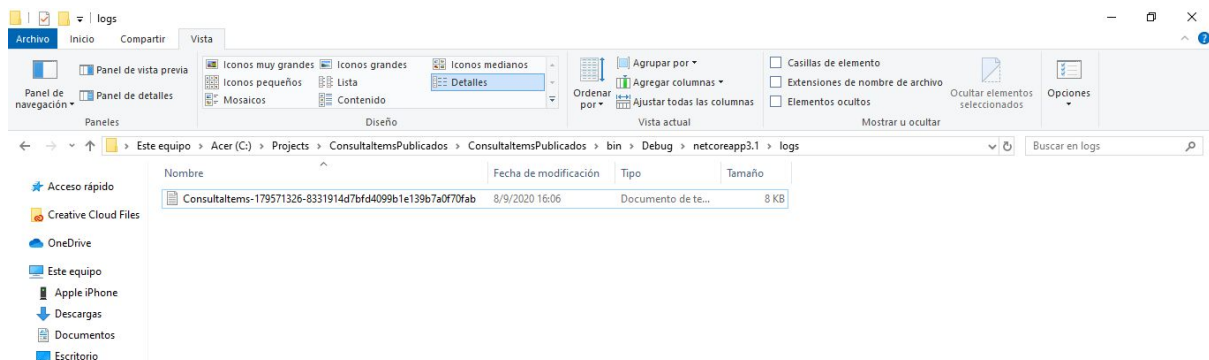 logs
Archivo Inicio Compartir Vista
Panel de navegación
Panel de vista previa
Panel de detalles
Paneles
Iconos muy grandes Iconos grandes Iconos medianos
Iconos pequeños Lista Detalles
Mosaicos Contenido
Diseño
Ordenar por
Agrupar por
Agregar columnas
Ajustar todas las columnas
Vista actual
Casillas de elemento
Extensiones de nombre de archivo
Elementos ocultos
Ocultar elementos seleccionados
Mostrar u ocultar
Opciones
Este equipo > Acer (C:) > Projects > ConsultaItemsPublicados > ConsultaItemsPublicados > bin > Debug > netcoreapp3.1 > logs
Buscar en logs
Nombre Fecha de modificación Tipo Tamaño
ConsultaItems-179571326-8331914d7bfd4099b1e139b7a0f70fab 8/9/2020 16:06 Documento de te... 8 KB
Acceso rápido
Creative Cloud Files
OneDrive
Este equipo
Apple iPhone
Descargas
Documentos
Escritorio